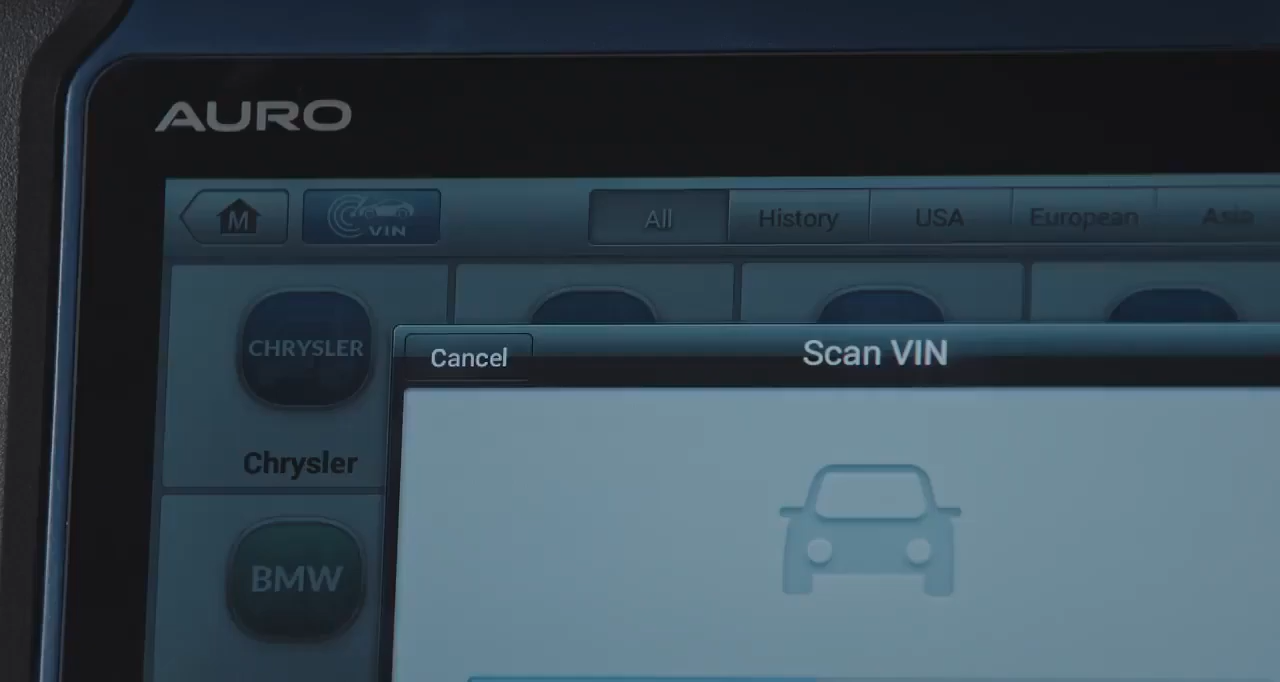 AURO
M
VIN
All History USA European Asia
CHRYSLER
Cancel
Scan VIN
Chrysler
BMW